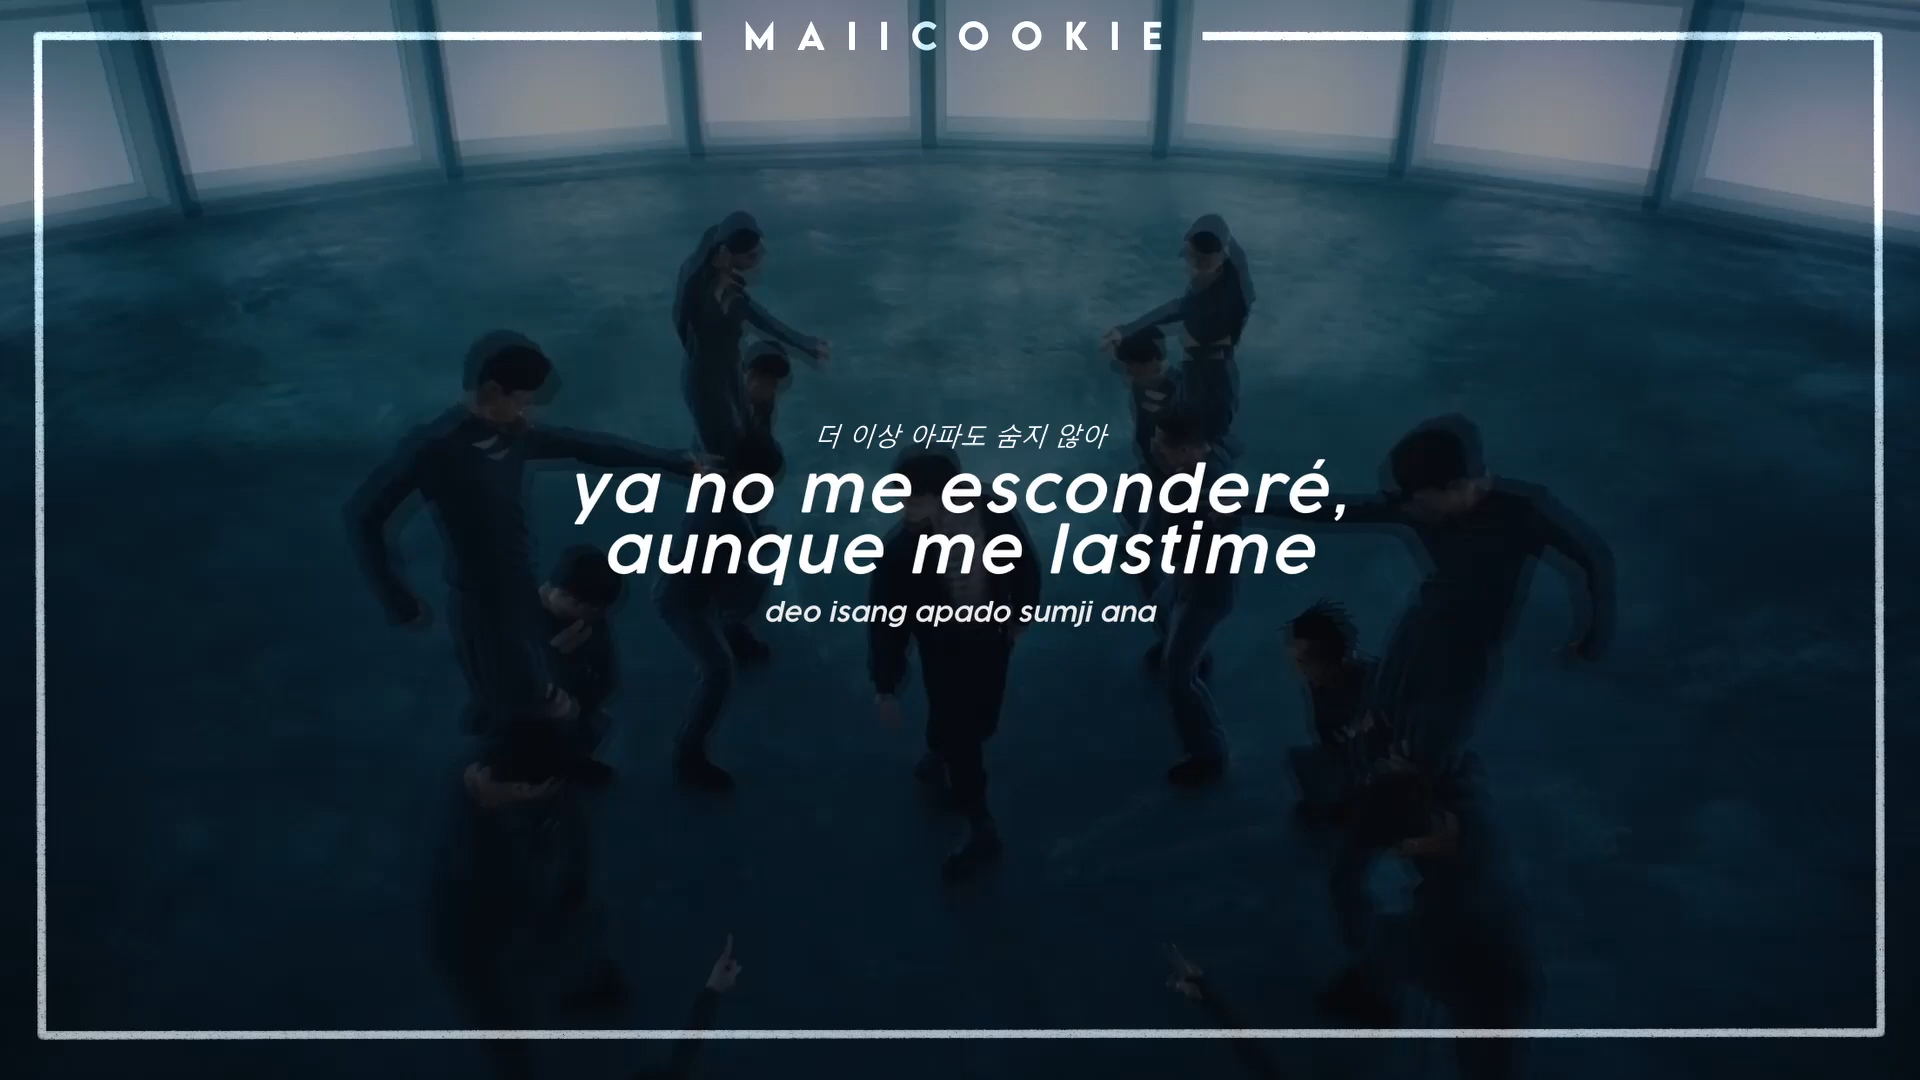 MAIICOOKIE
더 이상 아파도 숨지 않아
ya no me esconderé,
aunque me lastime
deo isang apado sumji ana